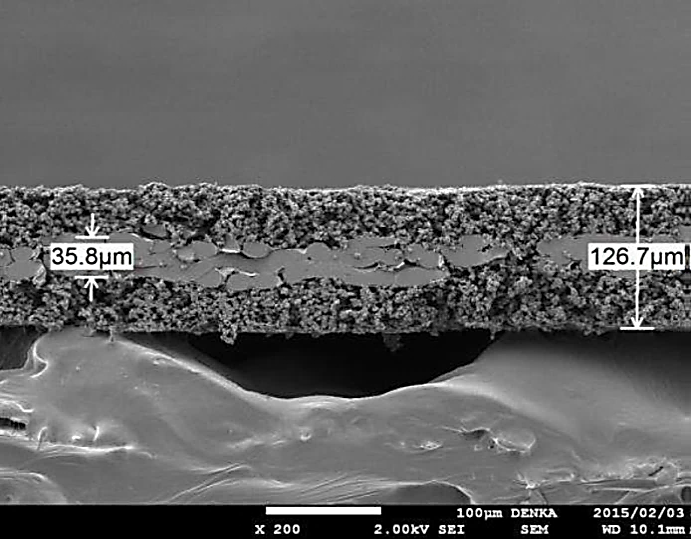 35.8μm
126.7μm
100μm DENKA 2015/02/03
X 200 2.00kV SEI SEM WD 10.1mm